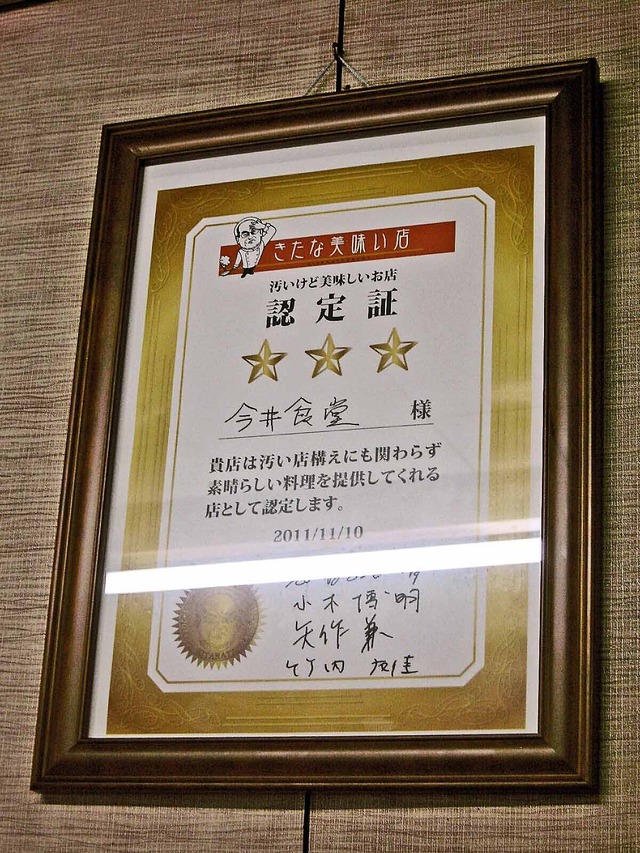 きたな美味い店
汚いけど美味しいお店
認定証
今井食堂 様
貴店は汚い店構えにも関わらず
素晴らしい料理を提供してくれる
店として認定します。
2011/11/10
小木博明
矢作兼
竹内 友佳